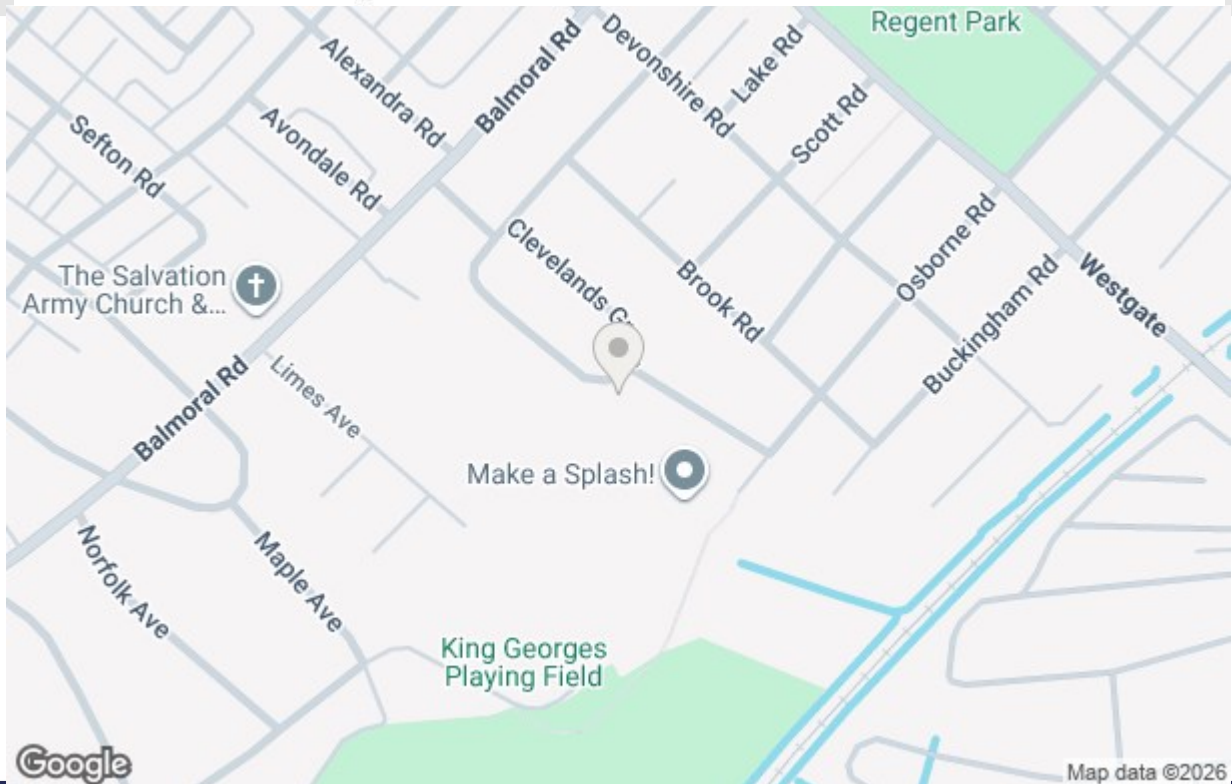 Regent Park
Devonshire Rd
Lake Rd
Balmoral Rd
Alexandra Rd
Scott Rd
Avondale Rd
Sefton Rd
Osborne Rd
Clevelands Gr
Brook Rd
Buckingham Rd
Westgate
The Salvation
Army Church &...
Limes Ave
Balmoral Rd
Make a Splash!
Norfolk Ave
Maple Ave
King Georges
Playing Field
Google
Map data ©2026